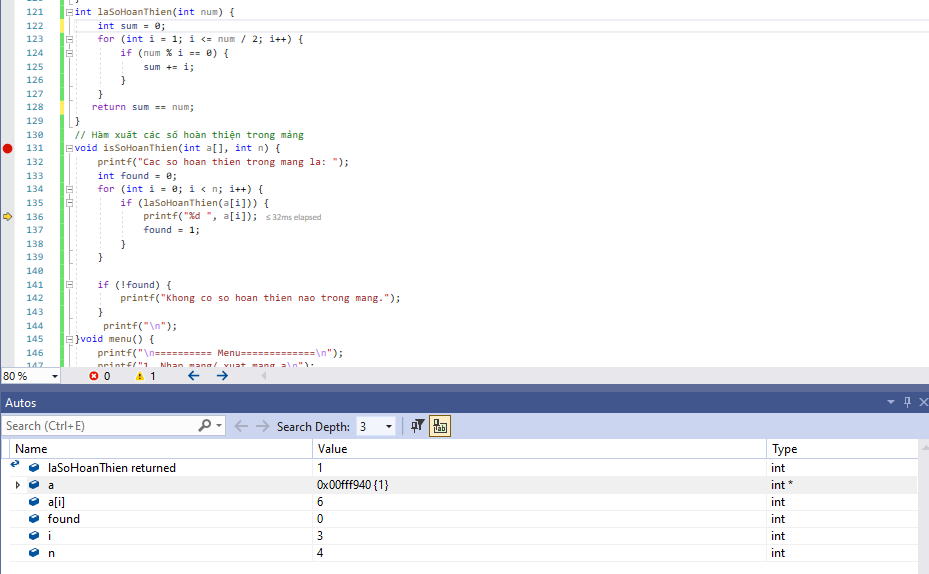 121 int laSoHoanThien(int num) {
122 int sum = 0;
123 for (int i = 1; i <= num / 2; i++) {
124 if (num % i == 0) {
125 sum += i;
126 }
127 }
128 return sum == num;
129 }
130 // Hàm xuất các số hoàn thiện trong mảng
131 void isSoHoanThien(int a[], int n) {
132 printf("Cac so hoan thien trong mang la: ");
133 int found = 0;
134 for (int i = 0; i < n; i++) {
135 if (laSoHoanThien(a[i])) {
136 printf("%d ", a[i]); ≤ 32ms elapsed
137 found = 1;
138 }
139 }
140
141 if (!found) {
142 printf("Khong co so hoan thien nao trong mang.");
143 }
144 printf("\n");
145 }void menu() {
146 printf("\n========== Menu=============\n");
147 printf("1. Nhap mang/ xuat mang a\n");
80 % 0 1
Autos
Search (Ctrl+E) Search Depth: 3
Name Value Type
laSoHoanThien returned 1 int
a 0x00fff940 {1} int *
a[i] 6 int
found 0 int
i 3 int
n 4 int